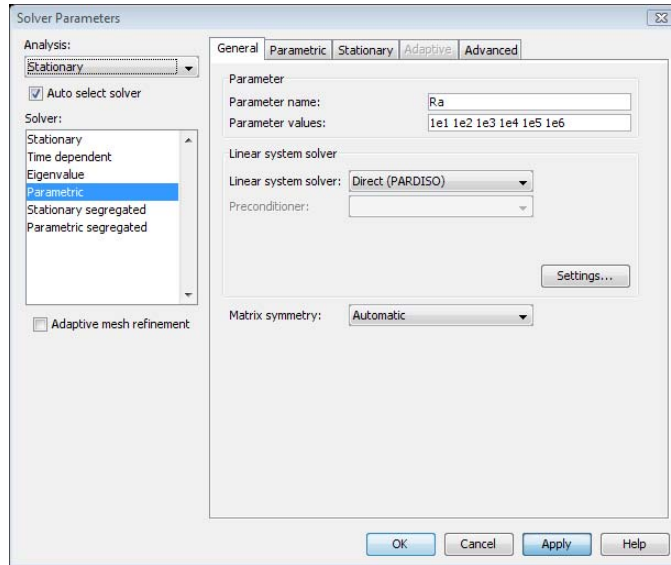 Solver Parameters
Analysis:
Stationary
Auto select solver
Solver:
Stationary
Time dependent
Eigenvalue
Parametric
Stationary segregated
Parametric segregated
Adaptive mesh refinement
General Parametric Stationary Adaptive Advanced
Parameter
Parameter name: Ra
Parameter values: 1e1 1e2 1e3 1e4 1e5 1e6
Linear system solver
Linear system solver: Direct (PARDISO)
Preconditioner:
Settings...
Matrix symmetry: Automatic
OK Cancel Apply Help